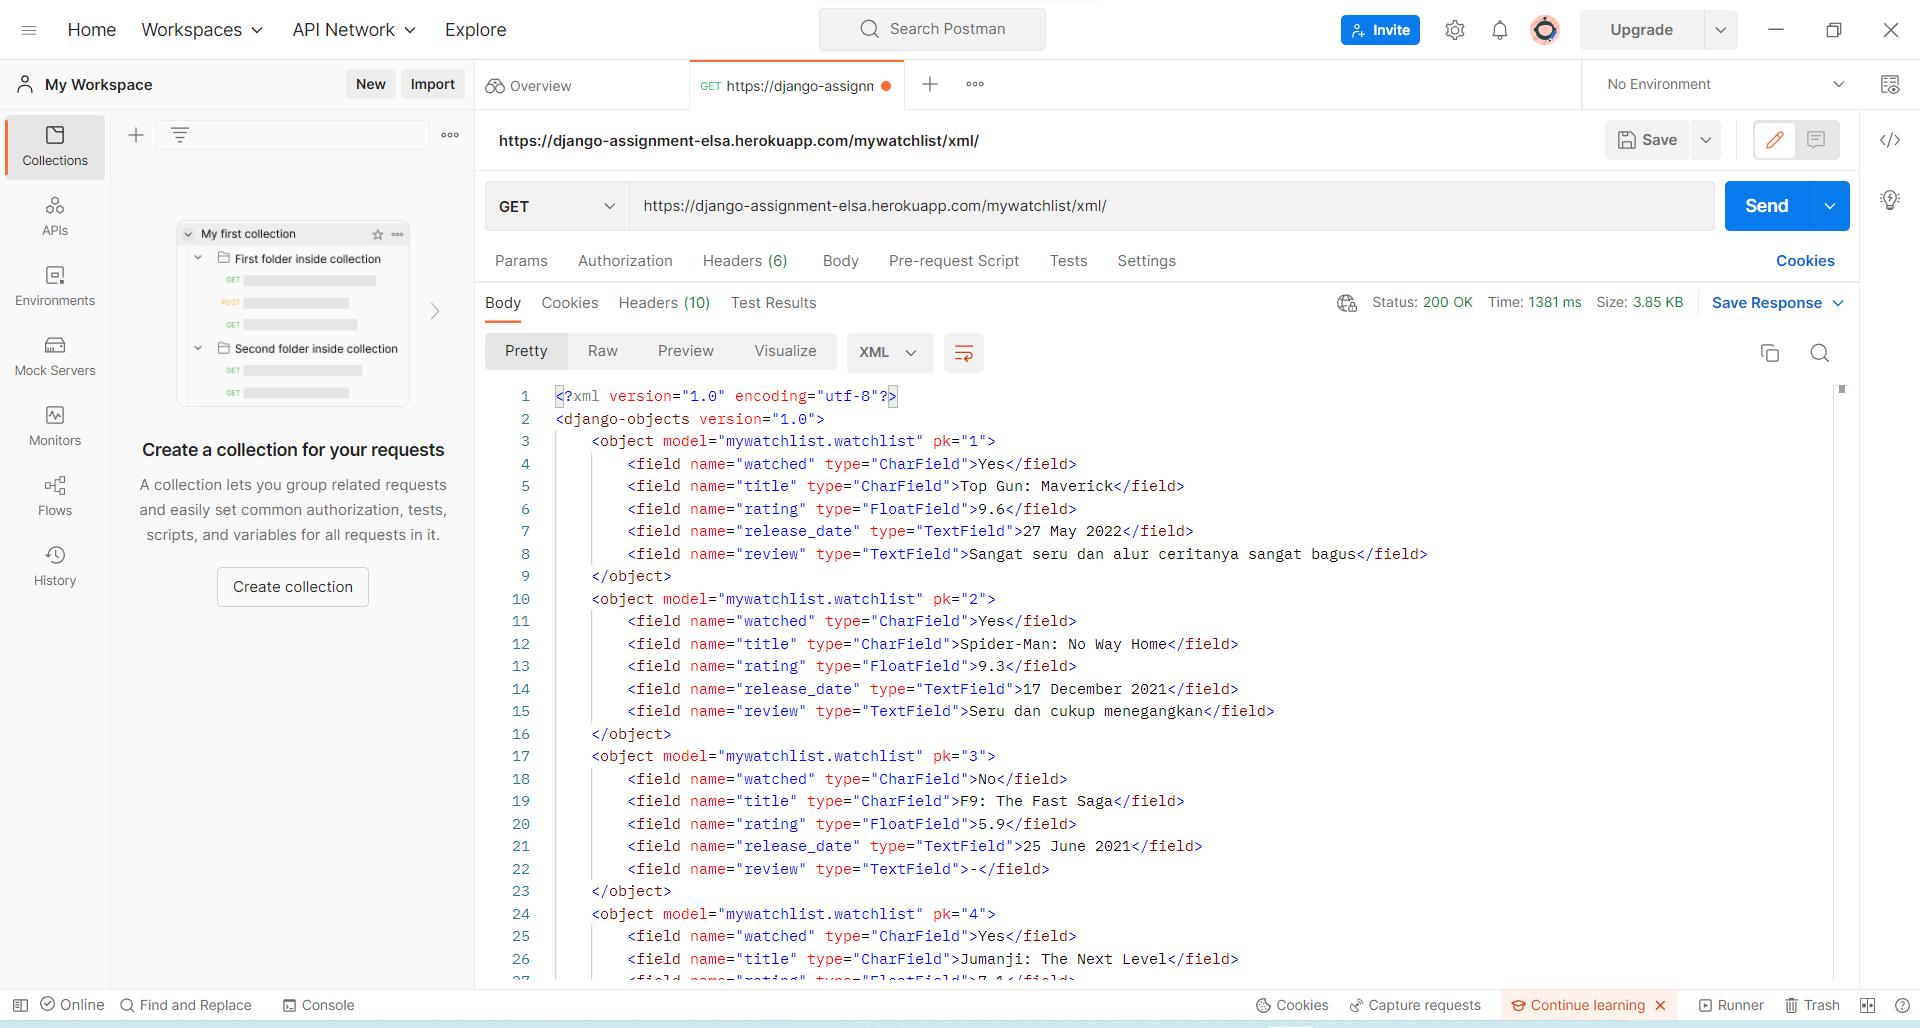 Home Workspaces API Network Explore
Search Postman
Invite
Upgrade
My Workspace New Import
Overview
GET https://django-assignm
No Environment
https://django-assignment-elsa.herokuapp.com/mywatchlist/xml/
Save
GET https://django-assignment-elsa.herokuapp.com/mywatchlist/xml/
Send
Params Authorization Headers (6) Body Pre-request Script Tests Settings
Cookies
Body Cookies Headers (10) Test Results
Status: 200 OK Time: 1381 ms Size: 3.85 KB Save Response
Pretty Raw Preview Visualize XML
1 <?xml version="1.0" encoding="utf-8"?>
2 <django-objects version="1.0">
3 <object model="mywatchlist.watchlist" pk="1">
4 <field name="watched" type="CharField">Yes</field>
5 <field name="title" type="CharField">Top Gun: Maverick</field>
6 <field name="rating" type="FloatField">9.6</field>
7 <field name="release_date" type="TextField">27 May 2022</field>
8 <field name="review" type="TextField">Sangat seru dan alur ceritanya sangat bagus</field>
9 </object>
10 <object model="mywatchlist.watchlist" pk="2">
11 <field name="watched" type="CharField">Yes</field>
12 <field name="title" type="CharField">Spider-Man: No Way Home</field>
13 <field name="rating" type="FloatField">9.3</field>
14 <field name="release_date" type="TextField">17 December 2021</field>
15 <field name="review" type="TextField">Seru dan cukup menegangkan</field>
16 </object>
17 <object model="mywatchlist.watchlist" pk="3">
18 <field name="watched" type="CharField">No</field>
19 <field name="title" type="CharField">F9: The Fast Saga</field>
20 <field name="rating" type="FloatField">5.9</field>
21 <field name="release_date" type="TextField">25 June 2021</field>
22 <field name="review" type="TextField">-</field>
23 </object>
24 <object model="mywatchlist.watchlist" pk="4">
25 <field name="watched" type="CharField">Yes</field>
26 <field name="title" type="CharField">Jumanji: The Next Level</field>
27 <field name="rating" type="FloatField">7.1</field>
Collections
APIs
Environments
Mock Servers
Monitors
Flows
History
My first collection
First folder inside collection
GET
POST
GET
Second folder inside collection
GET
GET
Create a collection for your requests
A collection lets you group related requests
and easily set common authorization, tests,
scripts, and variables for all requests in it.
Create collection
Online Find and Replace Console
Cookies Capture requests Continue learning Runner Trash